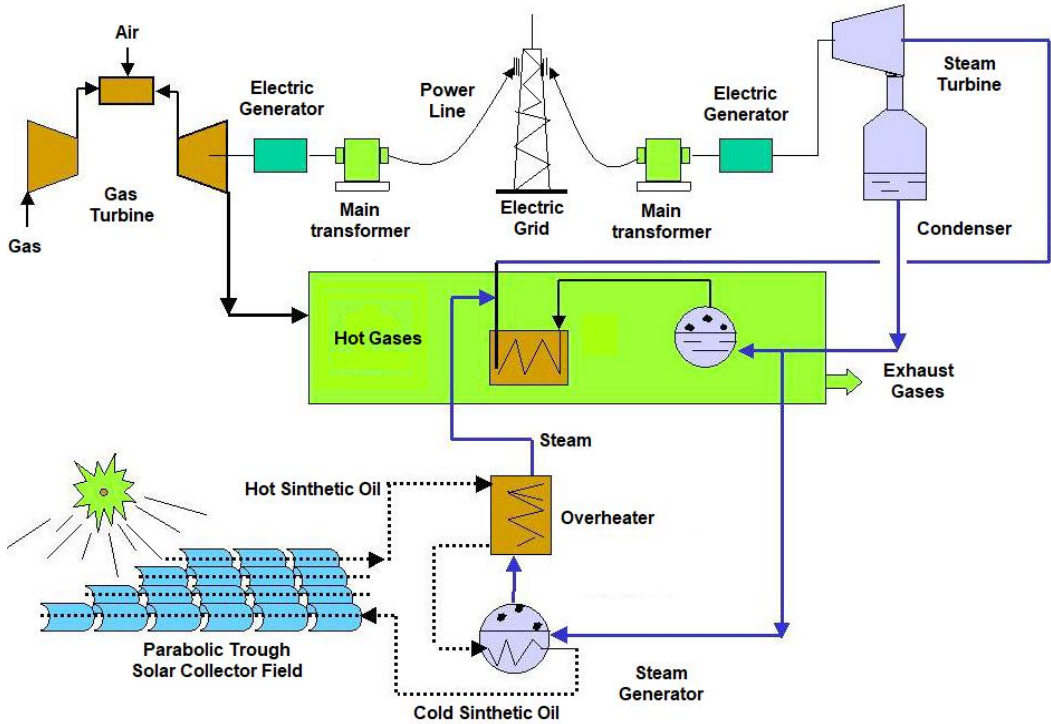 Air
Electric
Generator
Power
Line
Electric
Generator
Steam
Turbine
Gas
Turbine
Gas
Main
transformer
Electric
Grid
Main
transformer
Condenser
Hot Gases
Exhaust
Gases
Steam
Hot Sinthetic Oil
Overheater
Parabolic Trough
Solar Collector Field
Steam
Generator
Cold Sinthetic Oil